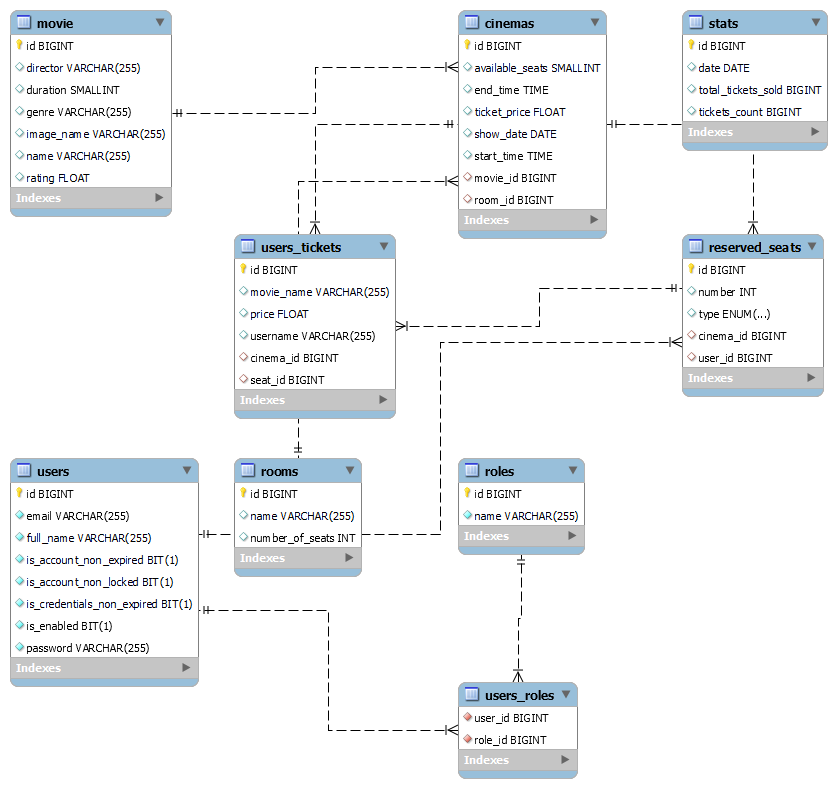 movie
id BIGINT
director VARCHAR(255)
duration SMALLINT
genre VARCHAR(255)
image_name VARCHAR(255)
name VARCHAR(255)
rating FLOAT
Indexes
cinemas
id BIGINT
available_seats SMALLINT
end_time TIME
ticket_price FLOAT
show_date DATE
start_time TIME
movie_id BIGINT
room_id BIGINT
Indexes
stats
id BIGINT
date DATE
total_tickets_sold BIGINT
tickets_count BIGINT
Indexes
users_tickets
id BIGINT
movie_name VARCHAR(255)
price FLOAT
username VARCHAR(255)
cinema_id BIGINT
seat_id BIGINT
Indexes
reserved_seats
id BIGINT
number INT
type ENUM(...)
cinema_id BIGINT
user_id BIGINT
Indexes
users
id BIGINT
email VARCHAR(255)
full_name VARCHAR(255)
is_account_non_expired BIT(1)
is_account_non_locked BIT(1)
is_credentials_non_expired BIT(1)
is_enabled BIT(1)
password VARCHAR(255)
Indexes
rooms
id BIGINT
name VARCHAR(255)
number_of_seats INT
Indexes
roles
id BIGINT
name VARCHAR(255)
Indexes
users_roles
user_id BIGINT
role_id BIGINT
Indexes